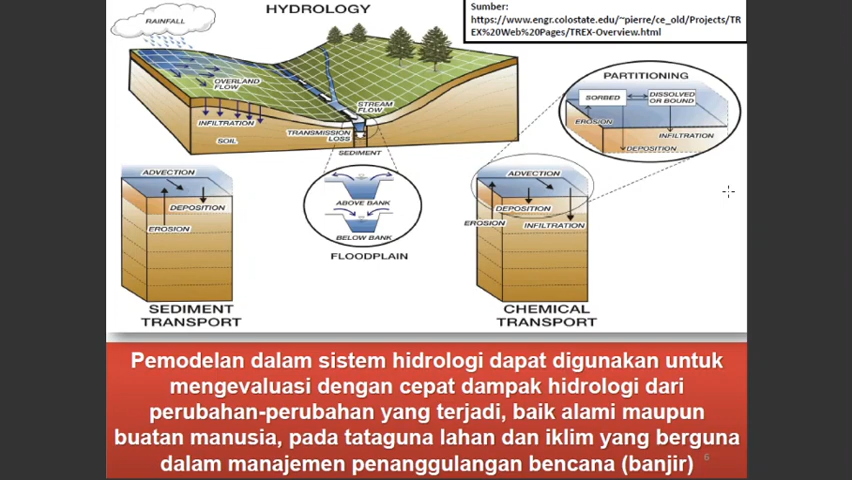 HYDROLOGY
RAINFALL
Sumber:
https://www.engr.colostate.edu/~pierre/ce_old/Projects/TR
EX%20Web%20Pages/TREX-Overview.html
OVERLAND
FLOW
INFILTRATION
SOIL
STREAM
FLOW
TRANSMISSION
LOSS
SEDIMENT
PARTITIONING
SORBED
DISSOLVED
OR BOUND
EROSION
INFILTRATION
DEPOSITION
ADVECTION
DEPOSITION
EROSION
SEDIMENT
TRANSPORT
ABOVE BANK
BELOW BANK
FLOODPLAIN
ADVECTION
DEPOSITION
EROSION
INFILTRATION
CHEMICAL
TRANSPORT
Pemodelan dalam sistem hidrologi dapat digunakan untuk
mengevaluasi dengan cepat dampak hidrologi dari
perubahan-perubahan yang terjadi, baik alami maupun
buatan manusia, pada tataguna lahan dan iklim yang berguna
dalam manajemen penanggulangan bencana (banjir)
6